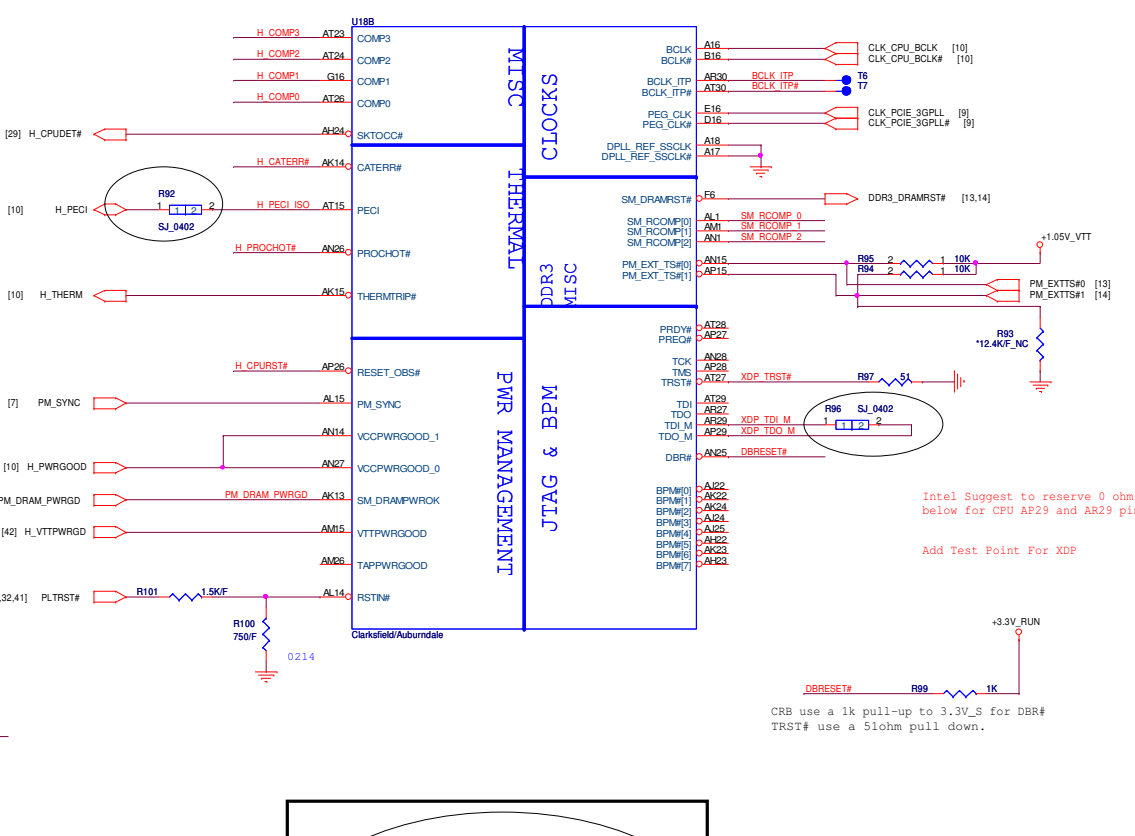 U18B
H_COMP3 AT23 COMP3
H_COMP2 AT24 COMP2
H_COMP1 G16 COMP1
H_COMP0 AT26 COMP0
[29] H_CPUDET# AH24 SKTOCC#
H_CATERR# AK14 CATERR#
R92
[10] H_PECI 1 1 2 2 H_PECI_ISO AT15 PECI
SJ_0402
H_PROCHOT# AN26 PROCHOT#
[10] H_THERM AK15 THERMTRIP#
H_CPURST# AP26 RESET_OBS#
[7] PM_SYNC AL15 PM_SYNC
AN14 VCCPWRGOOD_1
[10] H_PWRGOOD AN27 VCCPWRGOOD_0
PM_DRAM_PWRGD PM_DRAM_PWRGD AK13 SM_DRAMPWROK
[42] H_VTTPWRGD AM15 VTTPWRGOOD
AM26 TAPPWRGOOD
,32,41] PLTRST# R101 1.5K/F AL14 RSTIN#
R100
750/F
0214
Clarksfield/Auburndale
MISC
THERMAL
PWR MANAGEMENT
CLOCKS
DDR3
MISC
JTAG & BPM
BCLK A16 CLK_CPU_BCLK [10]
BCLK# B16 CLK_CPU_BCLK# [10]
BCLK_ITP AR30 BCLK_ITP T6
BCLK_ITP# AT30 BCLK_ITP# T7
PEG_CLK E16 CLK_PCIE_3GPLL [9]
PEG_CLK# D16 CLK_PCIE_3GPLL# [9]
DPLL_REF_SSCLK A18
DPLL_REF_SSCLK# A17
SM_DRAMRST# F6 DDR3_DRAMRST# [13,14]
SM_RCOMP[0] AL1 SM_RCOMP_0
SM_RCOMP[1] AM1 SM_RCOMP_1
SM_RCOMP[2] AN1 SM_RCOMP_2
+1.05V_VTT
PM_EXT_TS#[0] AN15 R95 2 1 10K
PM_EXT_TS#[1] AP15 R94 2 1 10K
PM_EXTTS#0 [13]
PM_EXTTS#1 [14]
R93
*12.4K/F_NC
PRDY# AT28
PREQ# AP27
TCK AN28
TMS AP28
TRST# AT27 XDP_TRST# R97 51
TDI AT29
TDO AR27
R96 SJ_0402
TDI_M AR29 XDP_TDI_M 1 1 2 2
TDO_M AP29 XDP_TDO_M
DBR# AN25 DBRESET#
BPM#[0] AJ22
BPM#[1] AK22
BPM#[2] AK24
BPM#[3] AJ24
BPM#[4] AJ25
BPM#[5] AH22
BPM#[6] AK23
BPM#[7] AH23
Intel Suggest to reserve 0 ohm
below for CPU AP29 and AR29 pi
Add Test Point For XDP
+3.3V_RUN
DBRESET# R99 1K
CRB use a 1k pull-up to 3.3V_S for DBR#
TRST# use a 51ohm pull down.